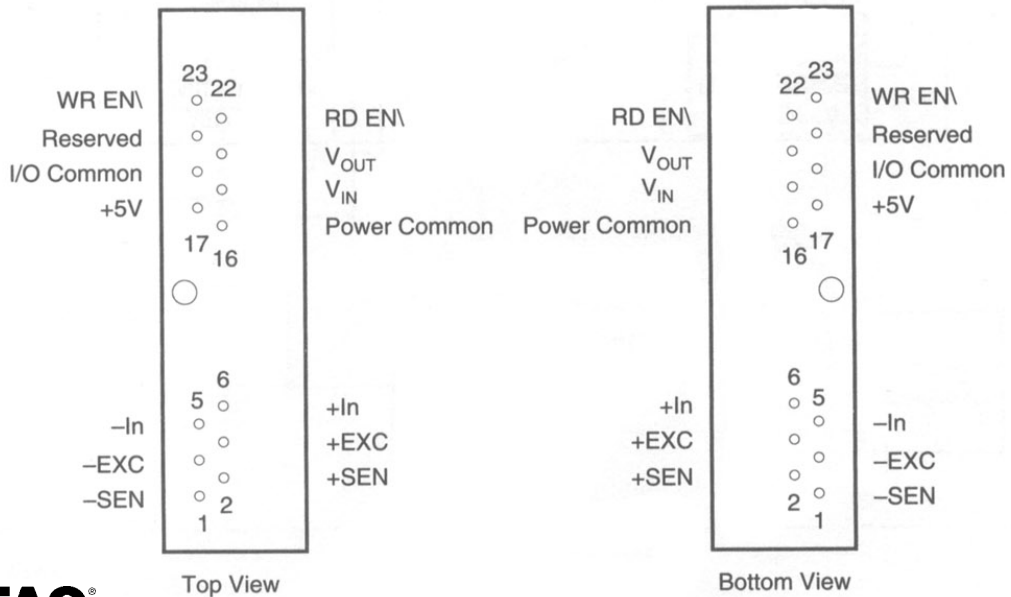 23
22
WR EN\
Reserved
I/O Common
+5V
RD EN\
VOUT
VIN
Power Common
17
16
6
5
–In
–EXC
–SEN
+In
+EXC
+SEN
2
1
Top View
23
22
RD EN\
VOUT
VIN
Power Common
WR EN\
Reserved
I/O Common
+5V
17
16
6
5
+In
+EXC
+SEN
–In
–EXC
–SEN
2
1
Bottom View